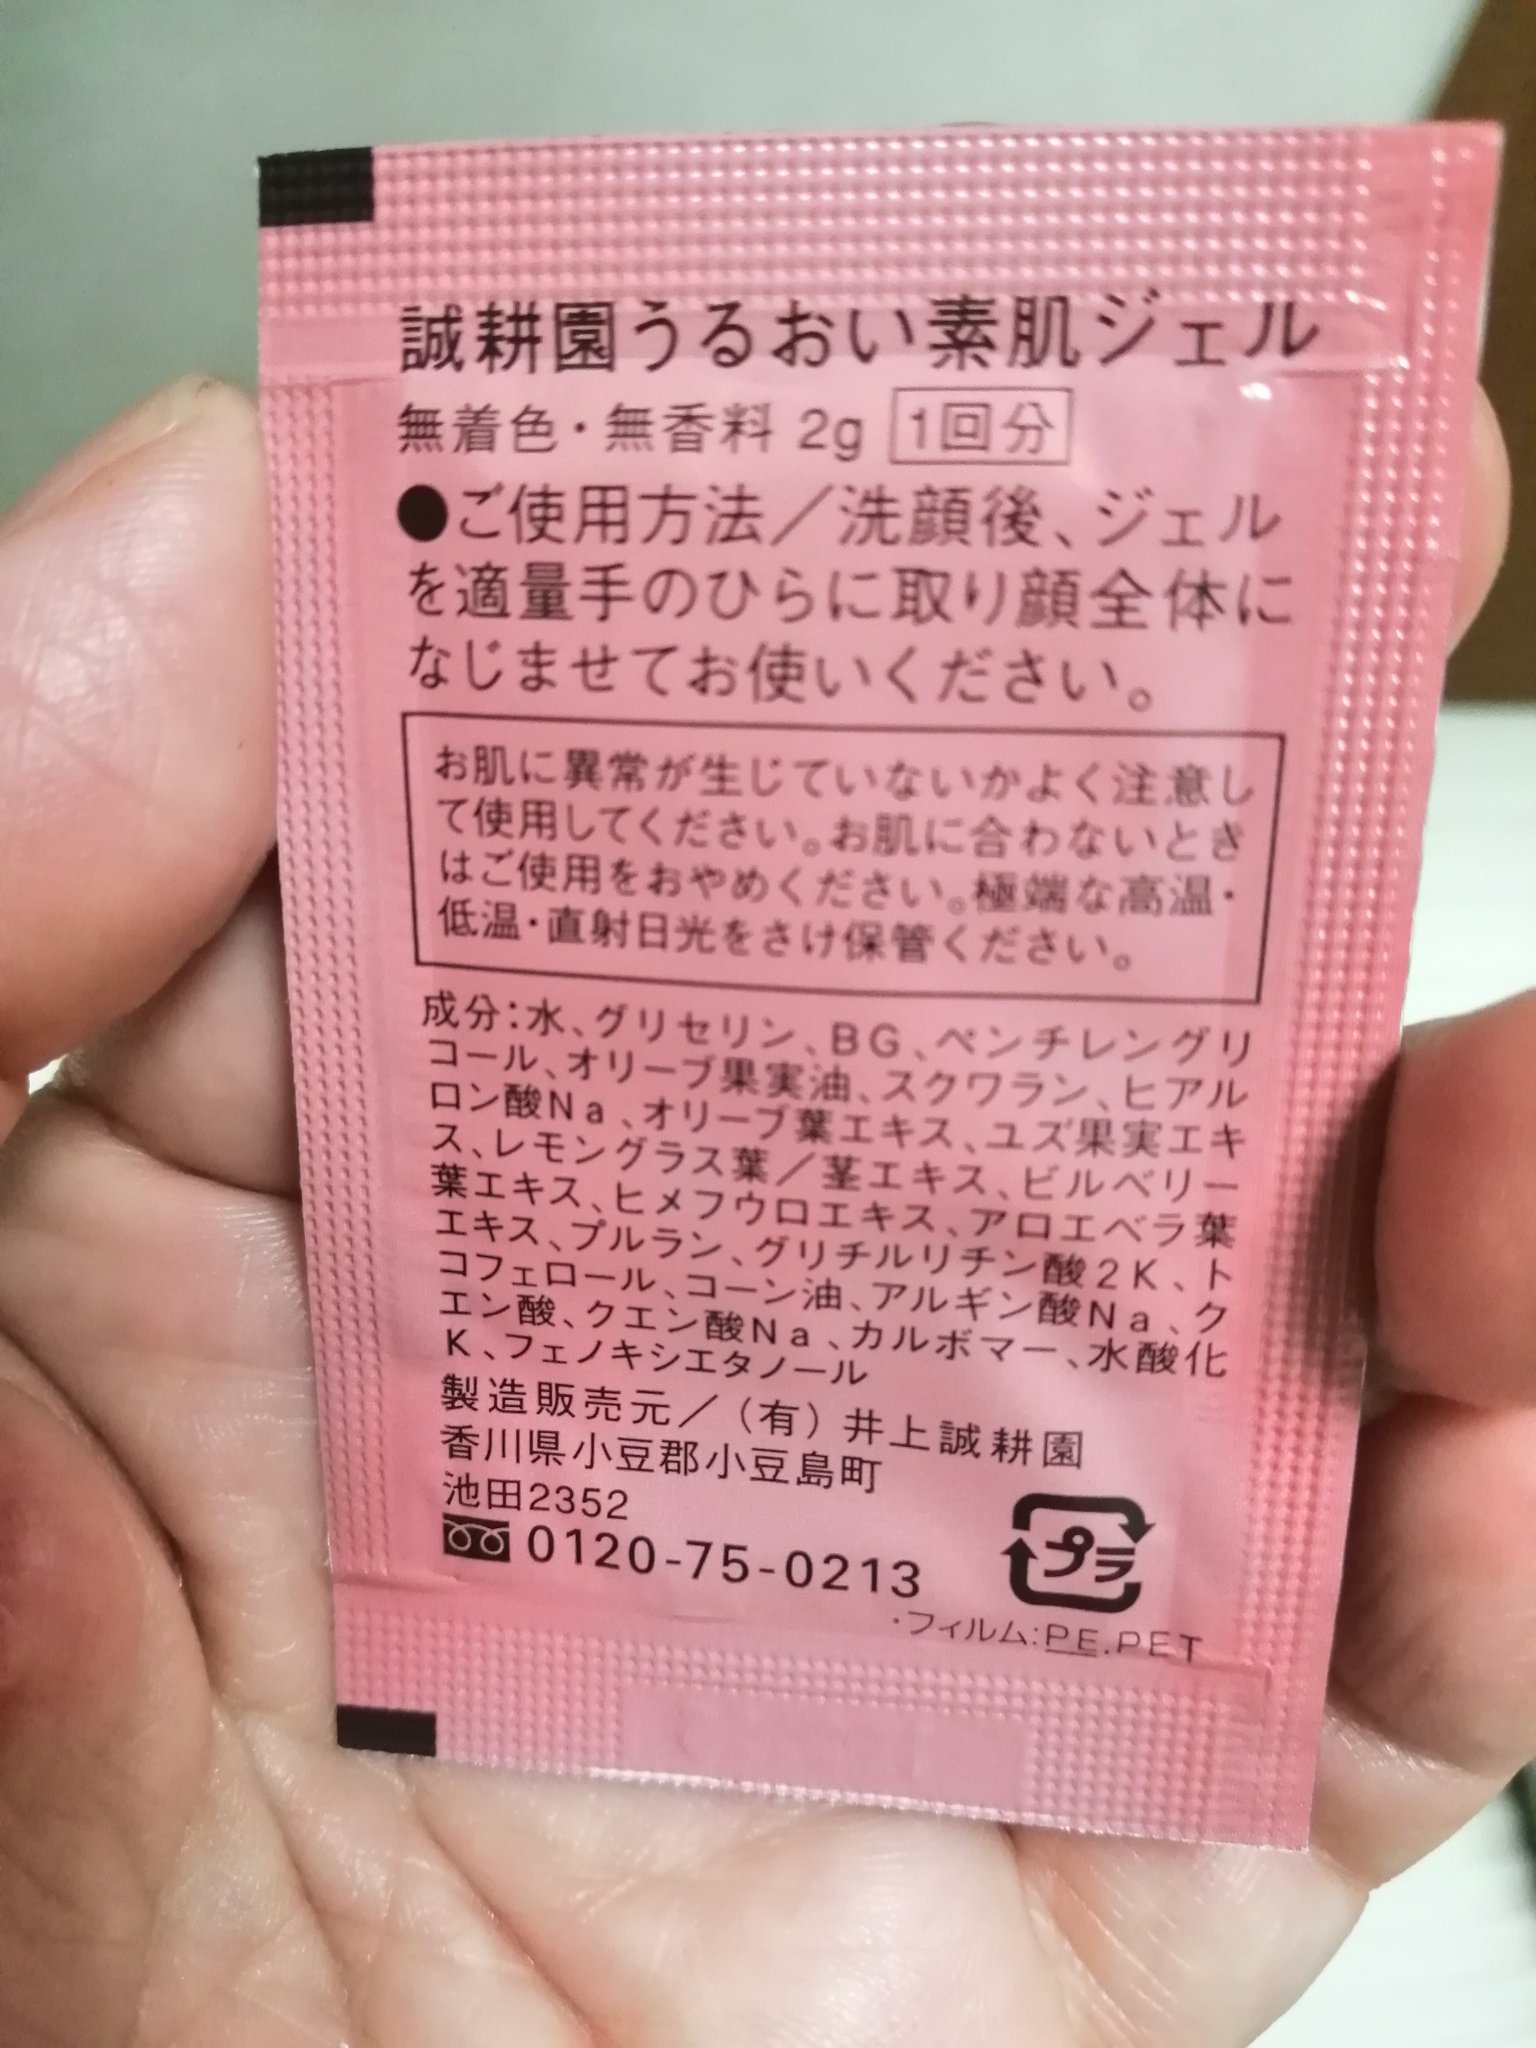 誠耕園うるおい素肌ジェル
無着色・無香料 2g 1回分
●ご使用方法／洗顔後、ジェル
を適量手のひらに取り顔全体に
なじませてお使いください。
お肌に異常が生じていないかよく注意し
て使用してください。お肌に合わないとき
はご使用をおやめください。極端な高温・
低温・直射日光をさけ保管ください。
成分：水、グリセリン、BG、ペンチレングリ
コール、オリーブ果実油、スクワラン、ヒアル
ロン酸Na、オリーブ葉エキス、ユズ果実エキ
ス、レモングラス葉／茎エキス、ビルベリー
葉エキス、ヒメフウロエキス、アロエベラ葉
エキス、プルラン、グリチルリチン酸2K、ト
コフェロール、コーン油、アルギン酸Na、ク
エン酸、クエン酸Na、カルボマー、水酸化
K、フェノキシエタノール
製造販売元／（有）井上誠耕園
香川県小豆郡小豆島町
池田2352
0120-75-0213
プラ
・フィルム：PE.PET